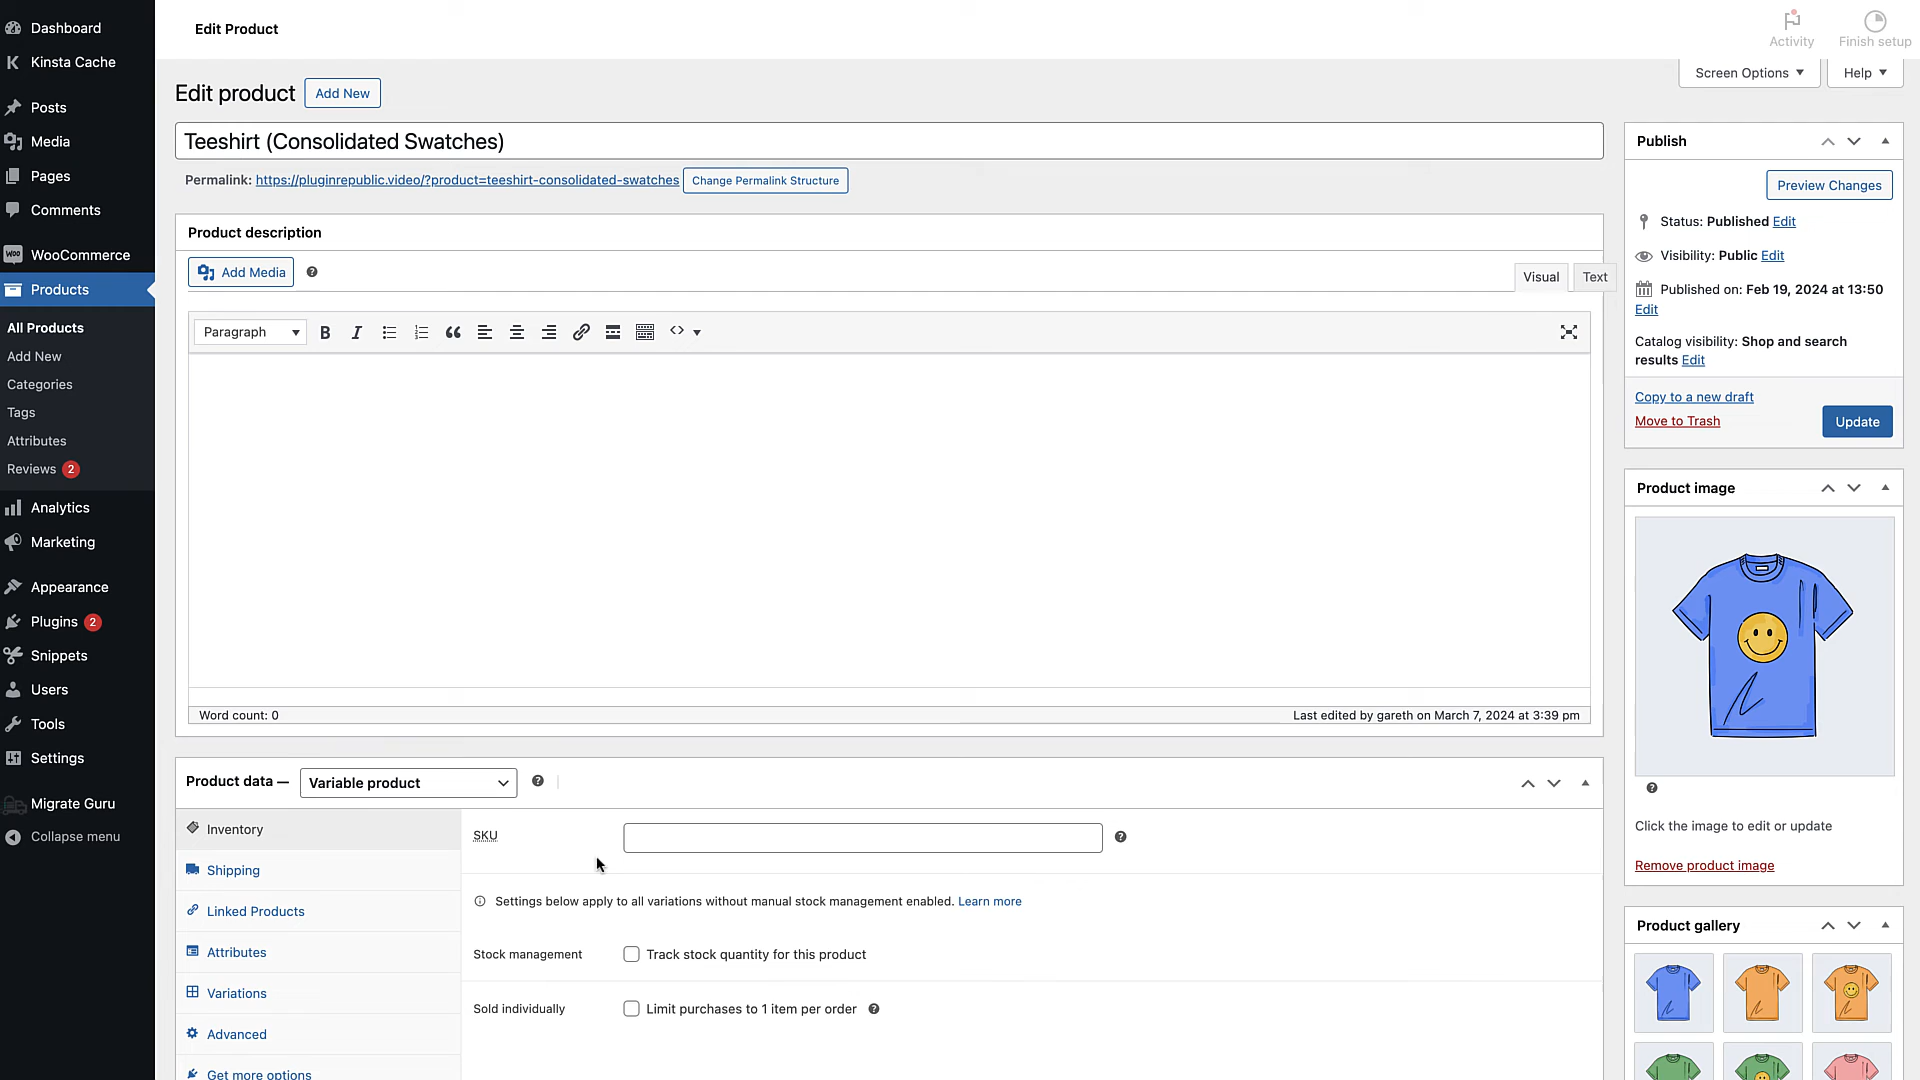 Dashboard
Kinsta Cache
Posts
Media
Pages
Comments
WooCommerce
Products
All Products
Add New
Categories
Tags
Attributes
Reviews 2
Analytics
Marketing
Appearance
Plugins 2
Snippets
Users
Tools
Settings
Migrate Guru
Collapse menu
Edit Product
Activity
Finish setup
Screen Options
Help
Edit product
Add New
Teeshirt (Consolidated Swatches)
Permalink: https://pluginrepublic.video/?product=teeshirt-consolidated-swatches Change Permalink Structure
Product description
Add Media
Visual
Text
Paragraph
Word count: 0
Last edited by gareth on March 7, 2024 at 3:39 pm
Product data — Variable product
Inventory
Shipping
Linked Products
Attributes
Variations
Advanced
Get more options
SKU
Settings below apply to all variations without manual stock management enabled. Learn more
Stock management
Track stock quantity for this product
Sold individually
Limit purchases to 1 item per order
Publish
Preview Changes
Status: Published Edit
Visibility: Public Edit
Published on: Feb 19, 2024 at 13:50
Edit
Catalog visibility: Shop and search
results Edit
Copy to a new draft
Move to Trash
Update
Product image
Click the image to edit or update
Remove product image
Product gallery